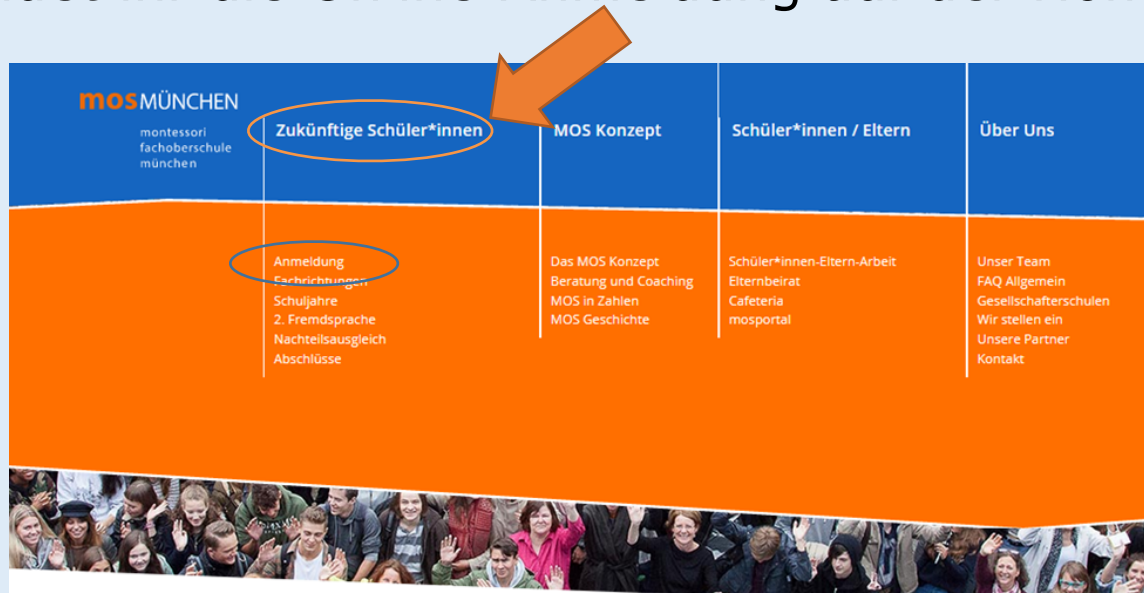 mosMÜNCHEN
montessori
fachoberschule
münchen
Zukünftige Schüler*innen
Anmeldung
Fachrichtungen
Schuljahre
2. Fremdsprache
Nachteilsausgleich
Abschlüsse
MOS Konzept
Das MOS Konzept
Beratung und Coaching
MOS in Zahlen
MOS Geschichte
Schüler*innen / Eltern
Schüler*innen-Eltern-Arbeit
Elternbeirat
Cafeteria
mosportal
Über Uns
Unser Team
FAQ Allgemein
Gesellschafterschulen
Wir stellen ein
Unsere Partner
Kontakt